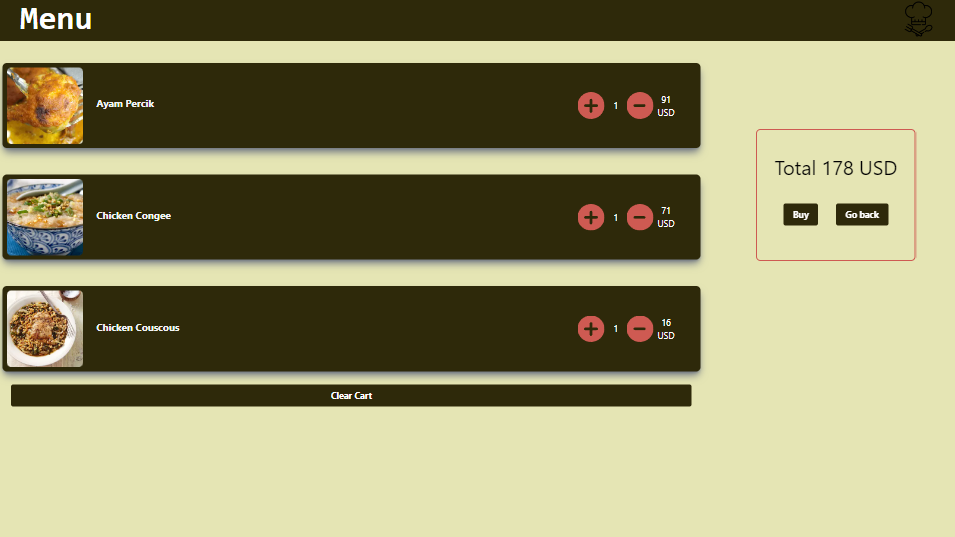 Menu
Ayam Percik
1
91
USD
Chicken Congee
1
71
USD
Chicken Couscous
1
16
USD
Clear Cart
Total 178 USD
Buy
Go back